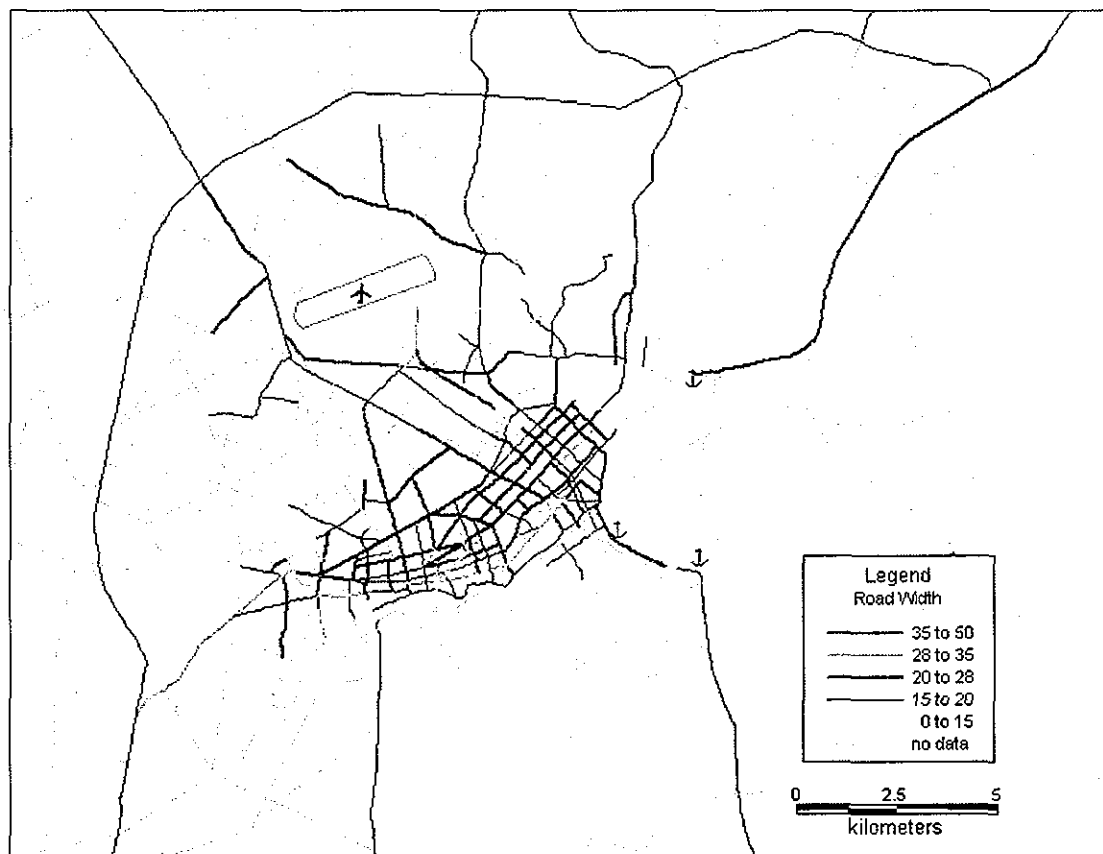 Legend
Road Width
35 to 50
28 to 35
20 to 28
15 to 20
0 to 15
no data
0 2.5 5
kilometers